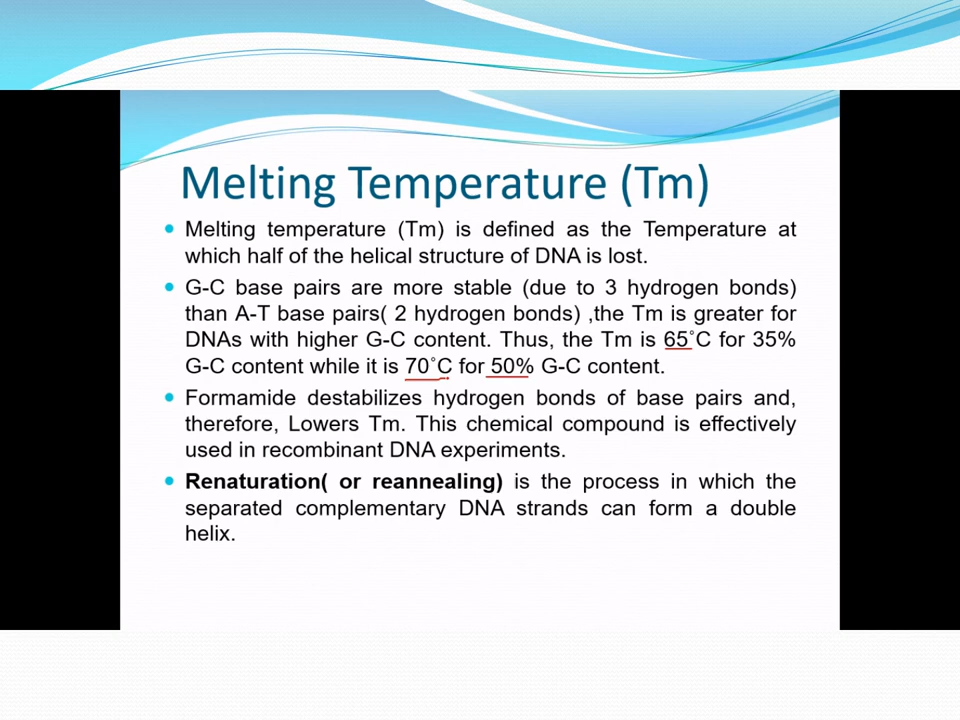 Melting Temperature (Tm)
• Melting temperature (Tm) is defined as the Temperature at
which half of the helical structure of DNA is lost.
• G-C base pairs are more stable (due to 3 hydrogen bonds)
than A-T base pairs( 2 hydrogen bonds) ,the Tm is greater for
DNAs with higher G-C content. Thus, the Tm is 65˚C for 35%
G-C content while it is 70˚C for 50% G-C content.
• Formamide destabilizes hydrogen bonds of base pairs and,
therefore, Lowers Tm. This chemical compound is effectively
used in recombinant DNA experiments.
• Renaturation( or reannealing) is the process in which the
separated complementary DNA strands can form a double
helix.